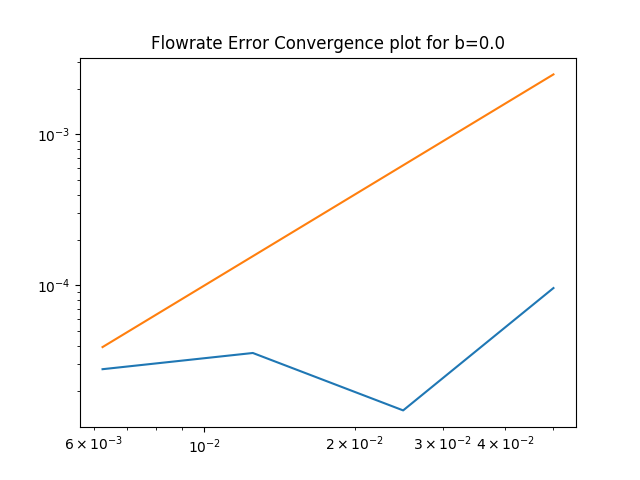 Flowrate Error Convergence plot for b=0.0
10⁻³
10⁻⁴
6 × 10⁻³ 10⁻² 2 × 10⁻² 3 × 10⁻² 4 × 10⁻²